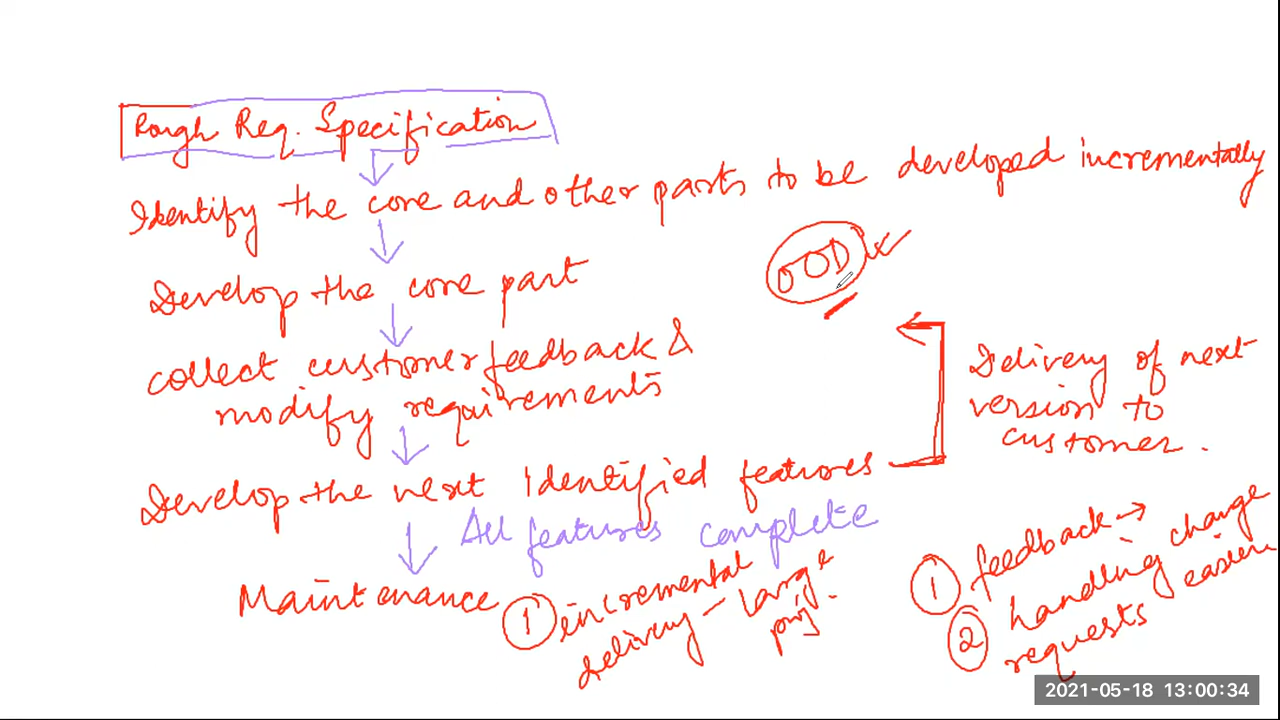 Rough Req. Specification
Identify the core and other parts to be developed incrementally
OOD
Develop the core part
collect customer feedback &
modify requirements
Delivery of next
version to
customer.
Develop the next identified features
All features complete
Maintenance
① incremental
delivery – large
proj.
① feedback →
② handling change
requests easier
2021-05-18 13:00:34